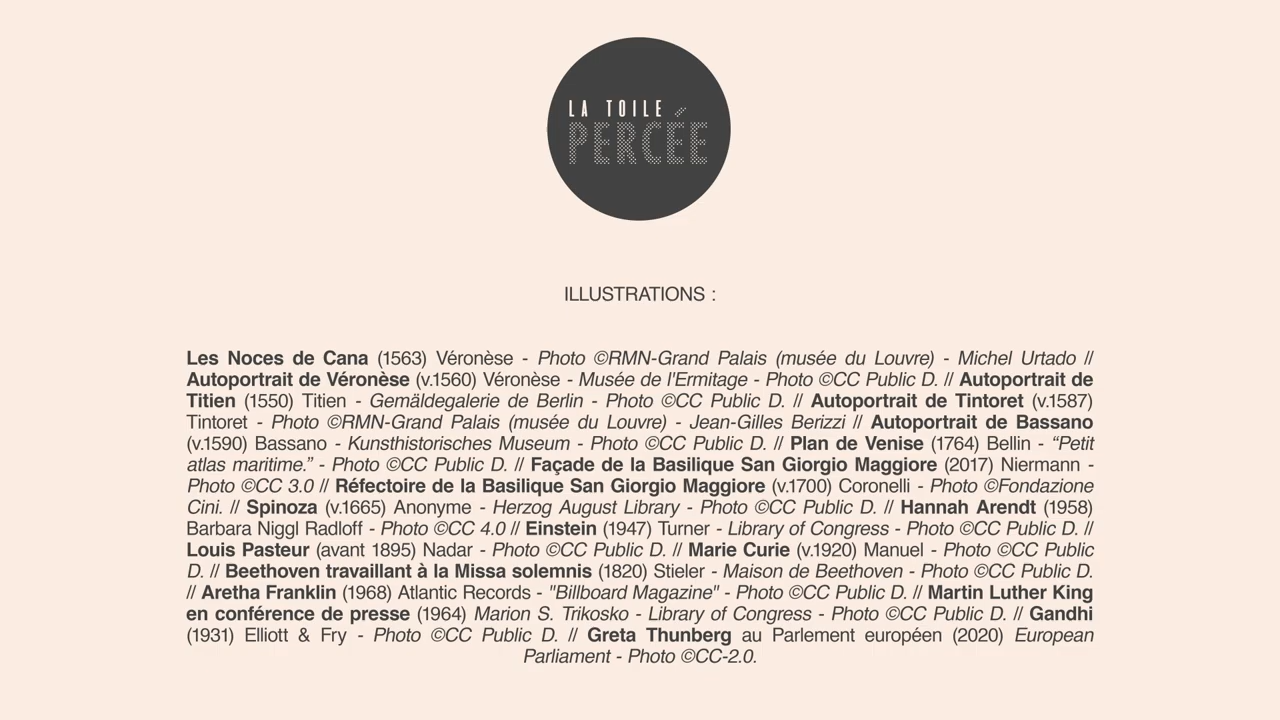 LA TOILE
PERCÉE
ILLUSTRATIONS :
Les Noces de Cana (1563) Véronèse - Photo ©RMN-Grand Palais (musée du Louvre) - Michel Urtado //
Autoportrait de Véronèse (v.1560) Véronèse - Musée de l'Ermitage - Photo ©CC Public D. // Autoportrait de
Titien (1550) Titien - Gemäldegalerie de Berlin - Photo ©CC Public D. // Autoportrait de Tintoret (v.1587)
Tintoret - Photo ©RMN-Grand Palais (musée du Louvre) - Jean-Gilles Berizzi // Autoportrait de Bassano
(v.1590) Bassano - Kunsthistorisches Museum - Photo ©CC Public D. // Plan de Venise (1764) Bellin - “Petit
atlas maritime.” - Photo ©CC Public D. // Façade de la Basilique San Giorgio Maggiore (2017) Niermann -
Photo ©CC 3.0 // Réfectoire de la Basilique San Giorgio Maggiore (v.1700) Coronelli - Photo ©Fondazione
Cini. // Spinoza (v.1665) Anonyme - Herzog August Library - Photo ©CC Public D. // Hannah Arendt (1958)
Barbara Niggl Radloff - Photo ©CC 4.0 // Einstein (1947) Turner - Library of Congress - Photo ©CC Public D. //
Louis Pasteur (avant 1895) Nadar - Photo ©CC Public D. // Marie Curie (v.1920) Manuel - Photo ©CC Public
D. // Beethoven travaillant à la Missa solemnis (1820) Stieler - Maison de Beethoven - Photo ©CC Public D.
// Aretha Franklin (1968) Atlantic Records - "Billboard Magazine" - Photo ©CC Public D. // Martin Luther King
en conférence de presse (1964) Marion S. Trikosko - Library of Congress - Photo ©CC Public D. // Gandhi
(1931) Elliott & Fry - Photo ©CC Public D. // Greta Thunberg au Parlement européen (2020) European
Parliament - Photo ©CC-2.0.